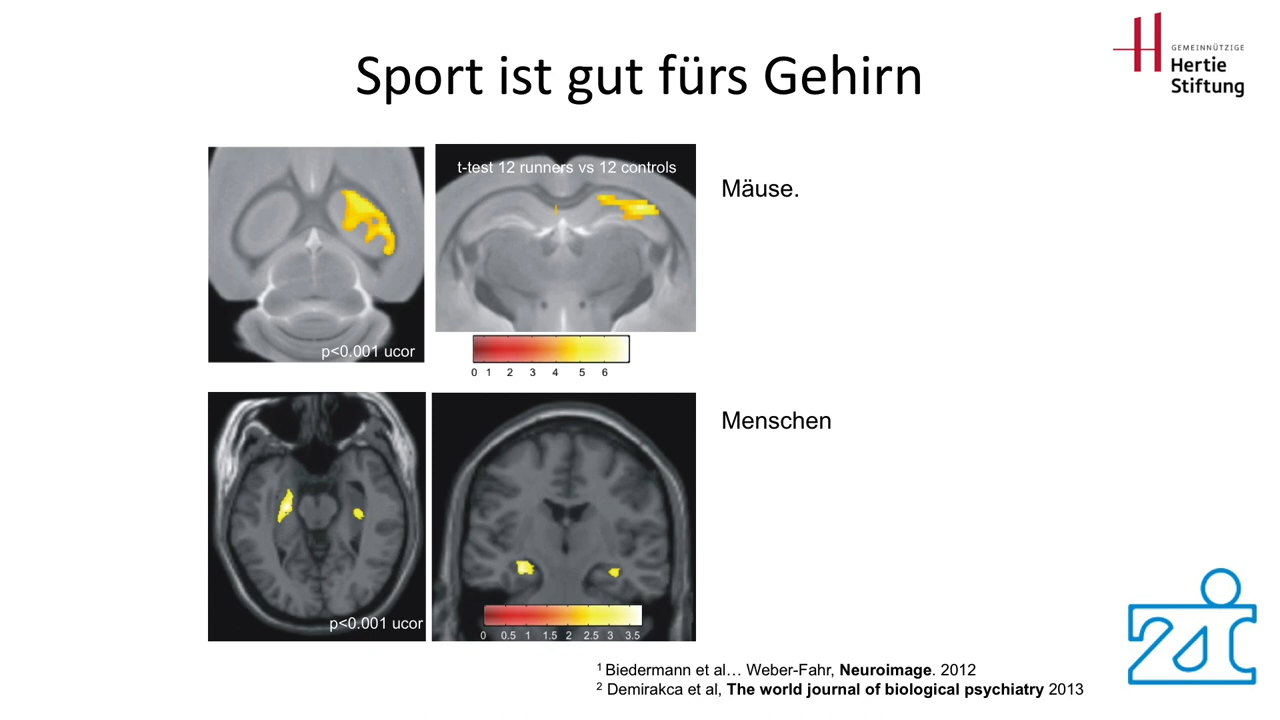 Sport ist gut fürs Gehirn
GEMEINNÜTZIGE
Hertie
Stiftung
t-test 12 runners vs 12 controls
Mäuse.
p<0.001 ucor
0 1 2 3 4 5 6
Menschen
p<0.001 ucor
0 0.5 1 1.5 2 2.5 3 3.5
1 Biedermann et al… Weber-Fahr, Neuroimage. 2012
2 Demirakca et al, The world journal of biological psychiatry 2013